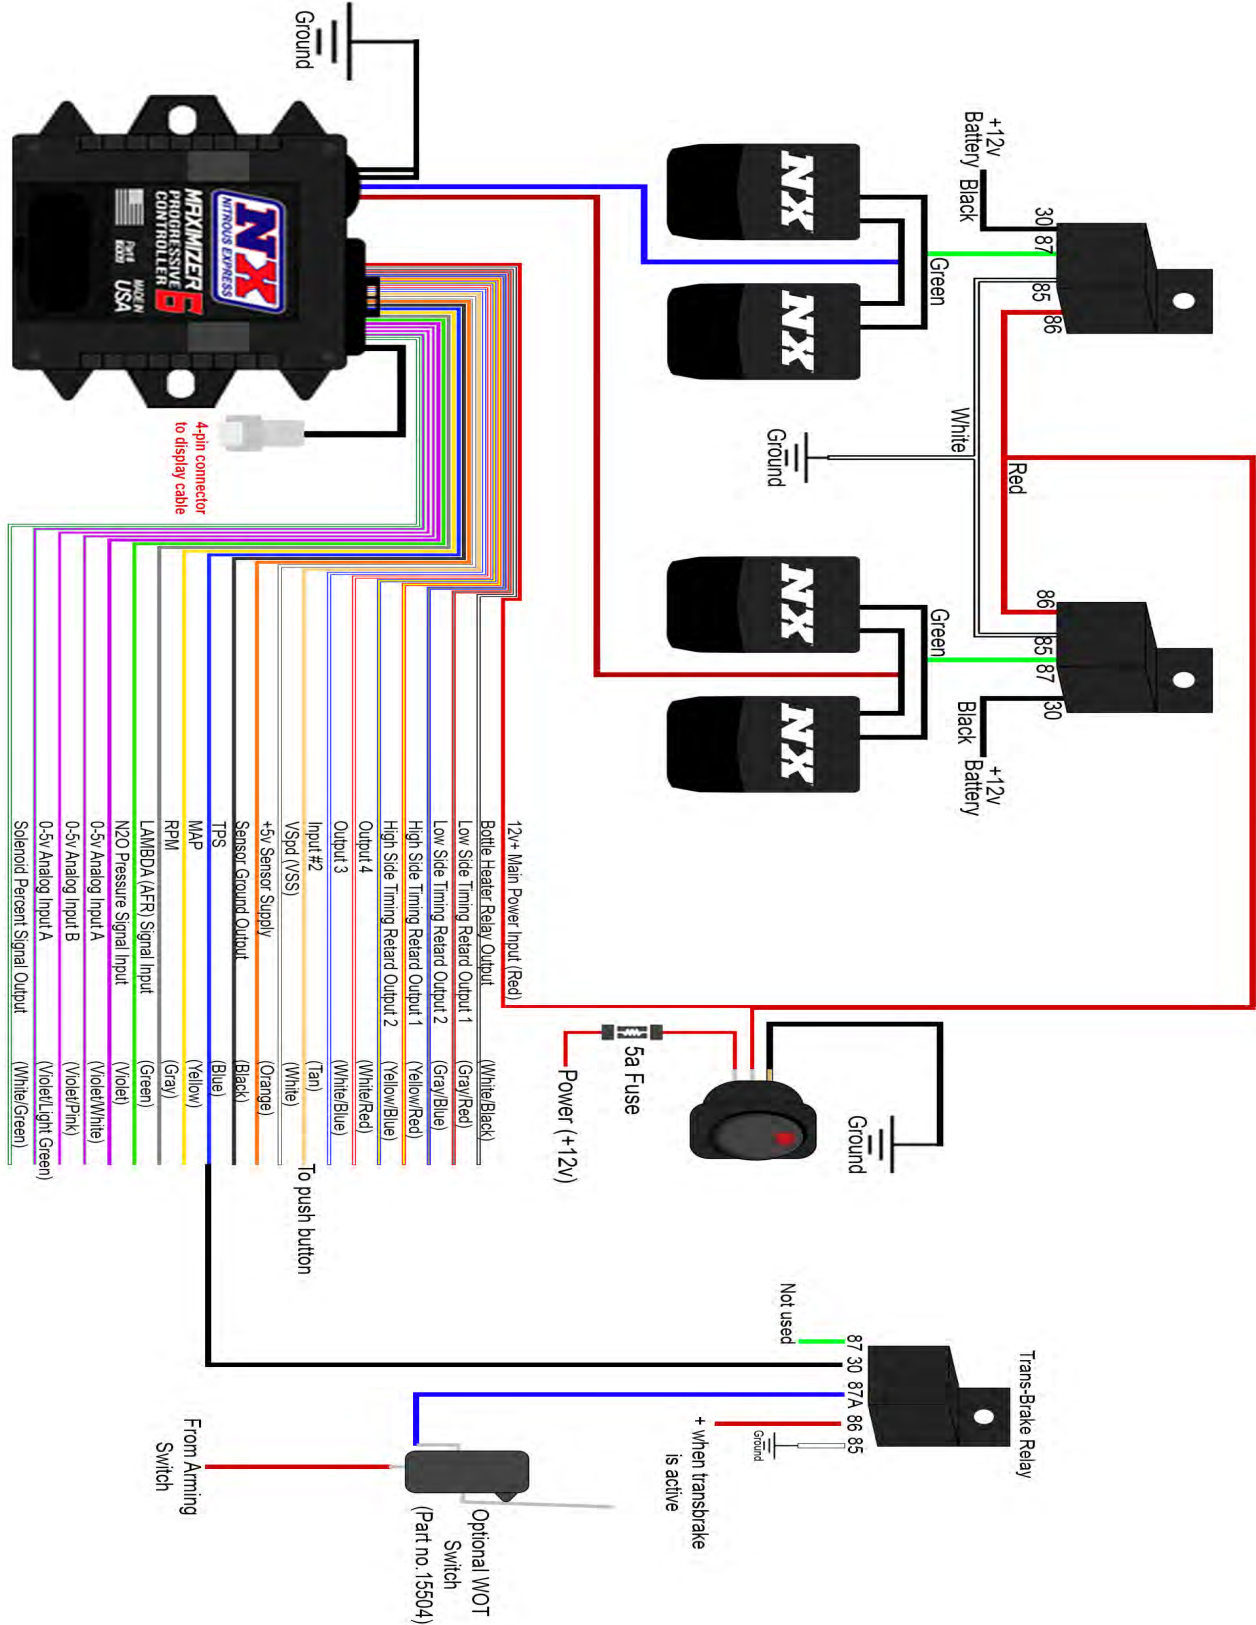 Ground
NX
NITROUS EXPRESS
MAXIMIZER 6
PROGRESSIVE
CONTROLLER
MADE IN
USA
4-pin connector
to display cable
NX
NX
NX
NX
+12v
Battery
Black
30
87
85
86
Green
White
Red
Ground
86
85
87
30
Green
Black
+12v
Battery
12v+ Main Power Input (Red)
Bottle Heater Relay Output (White/Black)
Low Side Timing Retard Output 1 (Gray/Red)
Low Side Timing Retard Output 2 (Gray/Blue)
High Side Timing Retard Output 1 (Yellow/Red)
High Side Timing Retard Output 2 (Yellow/Blue)
Output 4 (White/Red)
Output 3 (White/Blue)
Input #2 (Tan)
To push button
VSpd (VSS) (White)
+5v Sensor Supply (Orange)
Sensor Ground Output (Black)
TPS (Blue)
MAP (Yellow)
RPM (Gray)
LAMBDA (AFR) Signal Input (Green)
N2O Pressure Signal Input (Violet)
0-5v Analog Input A (Violet/White)
0-5v Analog Input B (Violet/Pink)
0-5v Analog Input A (Violet/Light Green)
Solenoid Percent Signal Output (White/Green)
5a Fuse
Power (+12v)
Ground
Trans-Brake Relay
87
30
87A
86
85
Not used
Ground
+ when transbrake
is active
Optional WOT
Switch
(Part no.15504)
From Arming
Switch